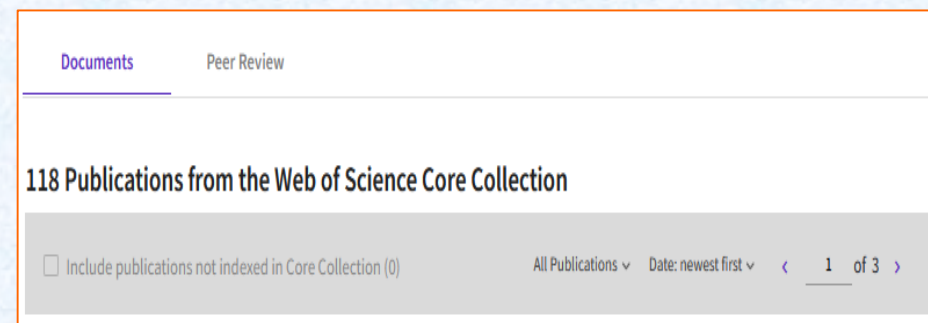 Documents Peer Review
118 Publications from the Web of Science Core Collection
Include publications not indexed in Core Collection (0) All Publications Date: newest first 1 of 3